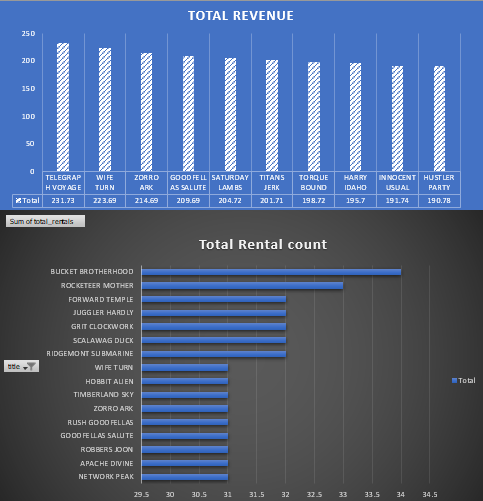 TOTAL REVENUE
250
200
150
100
50
0
TELEGRAP WIFE ZORRO GOODFELL SATURDAY TITANS TORQUE HARRY INNOCENT HUSTLER
H VOYAGE TURN ARK AS SALUTE LAMBS JERK BOUND IDAHO USUAL PARTY
Total 231.73 223.69 214.69 209.69 204.72 201.71 198.72 195.7 191.74 190.78
Sum of total_rentals
Total Rental count
BUCKET BROTHERHOOD
ROCKETEER MOTHER
FORWARD TEMPLE
JUGGLER HARDLY
GRIT CLOCKWORK
SCALAWAG DUCK
RIDGEMONT SUBMARINE
title
WIFE TURN
HOBBIT ALIEN
Total
TIMBERLAND SKY
ZORRO ARK
RUSH GOODFELLAS
GOODFELLAS SALUTE
ROBBERS JOON
APACHE DIVINE
NETWORK PEAK
29.5 30 30.5 31 31.5 32 32.5 33 33.5 34 34.5